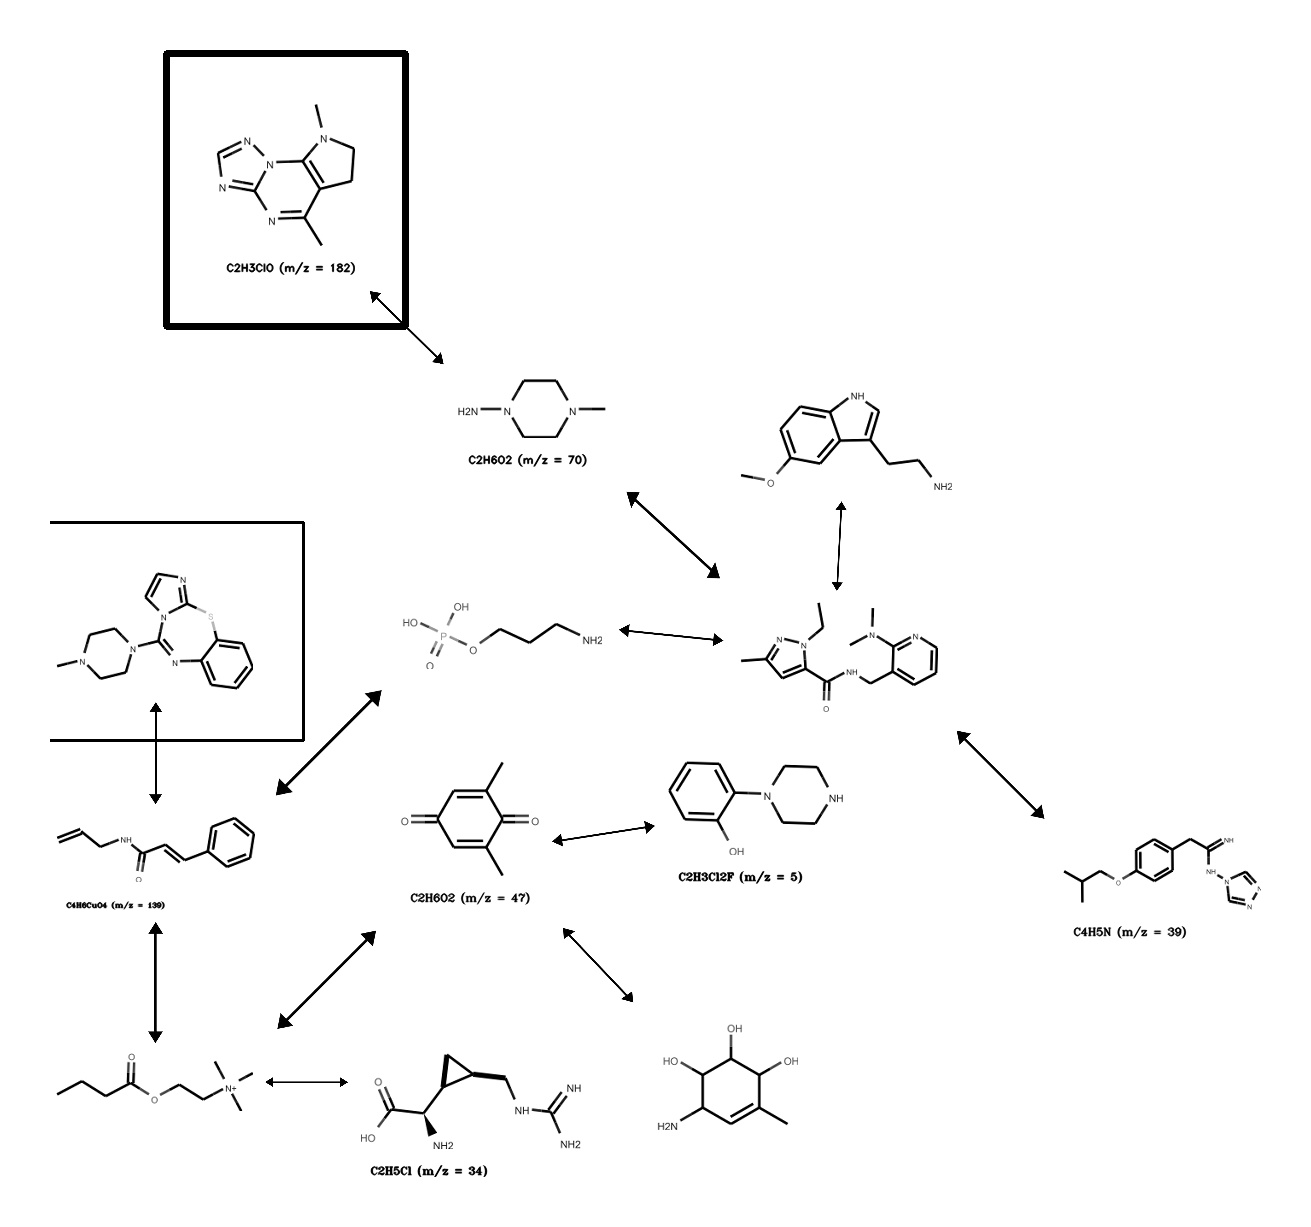 N
N
N
N
N
C2H3ClO (m/z = 182)
H2N
N
N
C2H6O2 (m/z = 70)
NH
O
NH2
N
S
N
N
N
N
HO
OH
P
O
O
NH2
N
N
N
N
NH
O
NH
O
C4H6CuO4 (m/z = 139)
O
O
C2H6O2 (m/z = 47)
N
NH
OH
C2H3Cl2F (m/z = 5)
O
NH
NH
N
N
N
C4H5N (m/z = 39)
O
O
N+
O
HO
NH2
NH
NH
NH2
C2H5Cl (m/z = 34)
OH
HO
OH
H2N